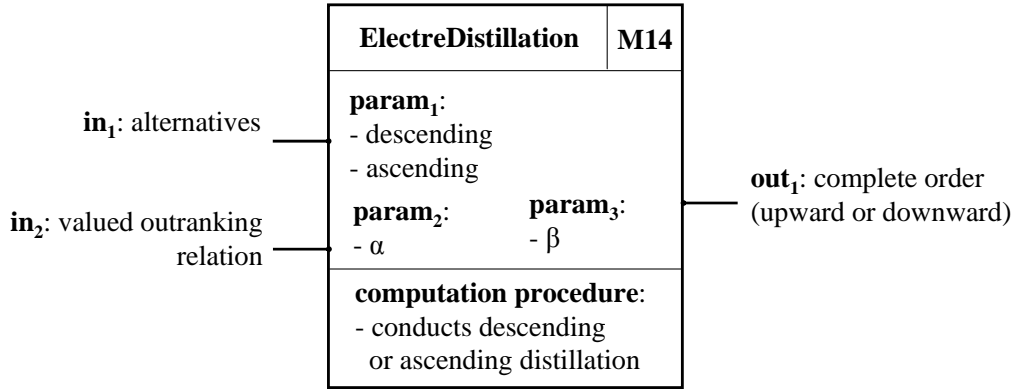 ElectreDistillation M14
in₁: alternatives
in₂: valued outranking
relation
param₁:
- descending
- ascending
param₂: param₃:
- α - β
computation procedure:
- conducts descending
or ascending distillation
out₁: complete order
(upward or downward)